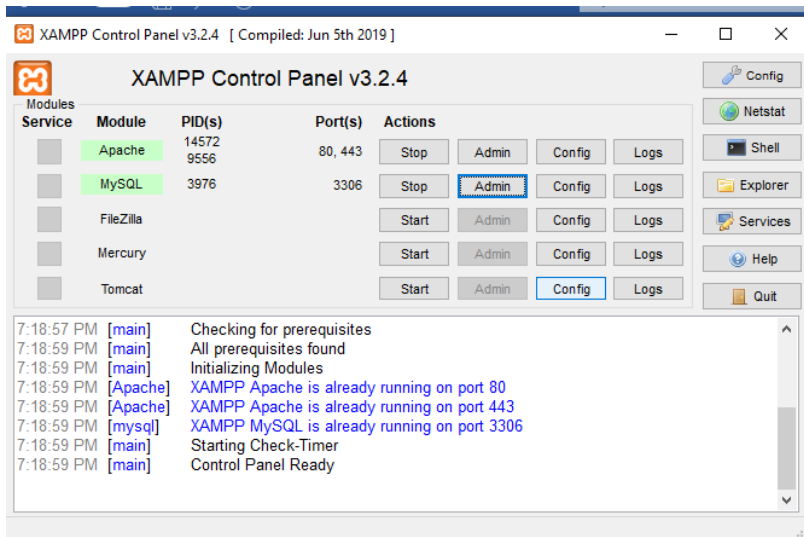 XAMPP Control Panel v3.2.4 [ Compiled: Jun 5th 2019 ]
XAMPP Control Panel v3.2.4
Config
Modules
Service Module PID(s) Port(s) Actions
Netstat
Apache 14572 9556 80, 443 Stop Admin Config Logs
Shell
MySQL 3976 3306 Stop Admin Config Logs
Explorer
FileZilla Start Admin Config Logs
Services
Mercury Start Admin Config Logs
Help
Tomcat Start Admin Config Logs
Quit
7:18:57 PM [main] Checking for prerequisites
7:18:59 PM [main] All prerequisites found
7:18:59 PM [main] Initializing Modules
7:18:59 PM [Apache] XAMPP Apache is already running on port 80
7:18:59 PM [Apache] XAMPP Apache is already running on port 443
7:18:59 PM [mysql] XAMPP MySQL is already running on port 3306
7:18:59 PM [main] Starting Check-Timer
7:18:59 PM [main] Control Panel Ready